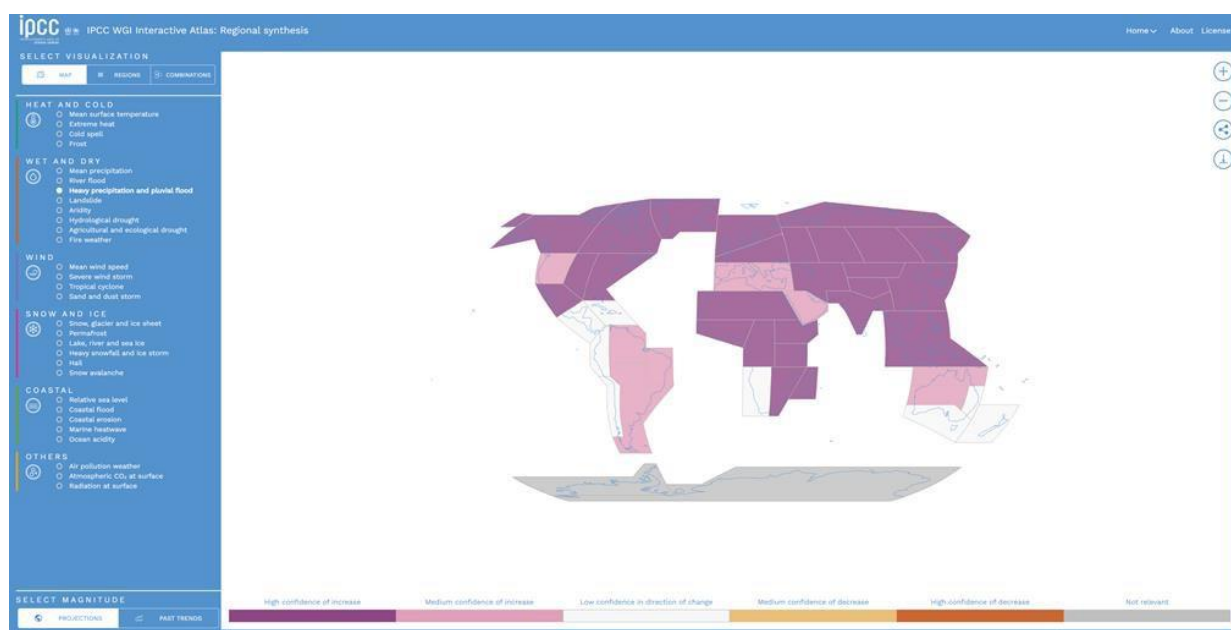 ipcc IPCC WGI Interactive Atlas: Regional synthesis
Home About License
SELECT VISUALIZATION
MAP REGIONS COMBINATIONS
HEAT AND COLD
Mean surface temperature
Extreme heat
Cold spell
Frost
WET AND DRY
Mean precipitation
River flood
Heavy precipitation and pluvial flood
Landslide
Aridity
Hydrological drought
Agricultural and ecological drought
Fire weather
WIND
Mean wind speed
Severe wind storm
Tropical cyclone
Sand and dust storm
SNOW AND ICE
Snow, glacier and ice sheet
Permafrost
Lake, river and sea ice
Heavy snowfall and ice storm
Hail
Snow avalanche
COASTAL
Relative sea level
Coastal flood
Coastal erosion
Marine heatwave
Ocean acidity
OTHERS
Air pollution weather
Atmospheric CO₂ at surface
Radiation at surface
SELECT MAGNITUDE
PROJECTIONS PAST TRENDS
High confidence of increase Medium confidence of increase Low confidence in direction of change Medium confidence of decrease High confidence of decrease Not relevant